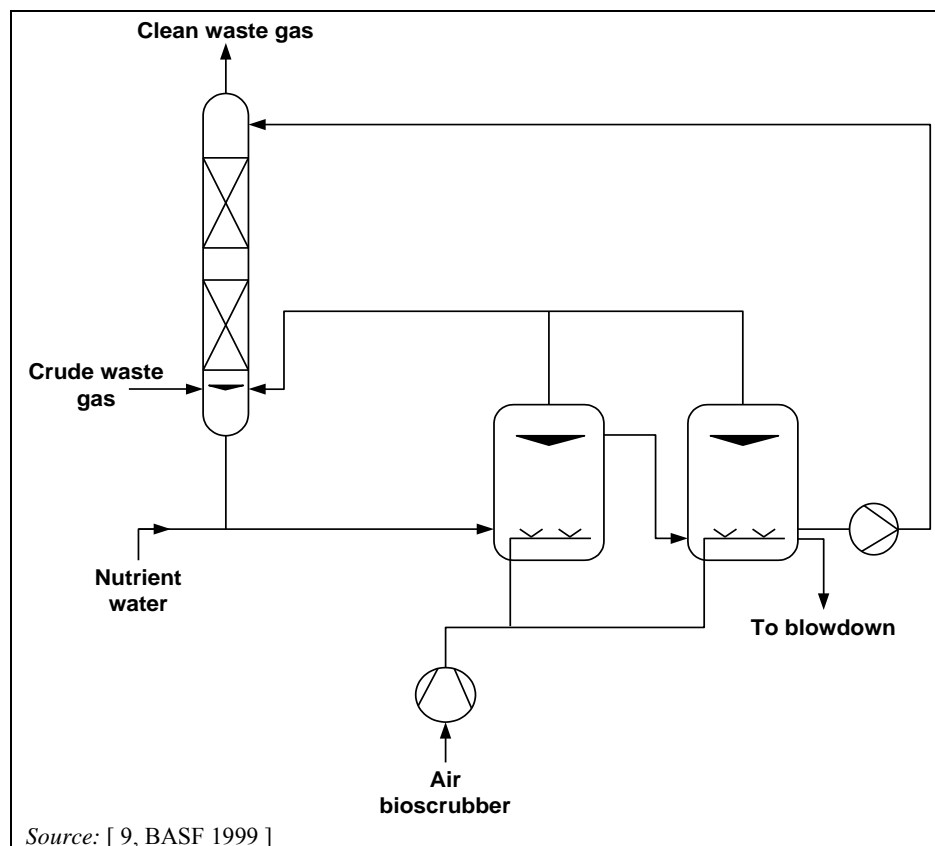 Clean waste gas
Crude waste
gas
Nutrient
water
To blowdown
Air
bioscrubber
Source: [ 9, BASF 1999 ]